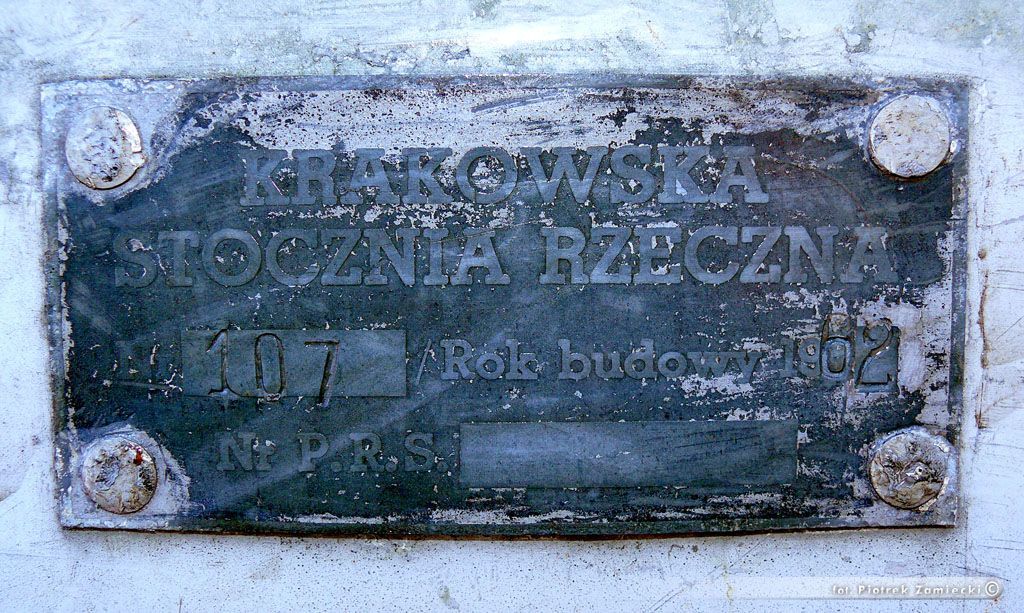 KRAKOWSKA
STOCZNIA RZECZNA
107 / Rok budowy 1962
Nr P.R.S.
fot. Piotrek Zamiecki ©